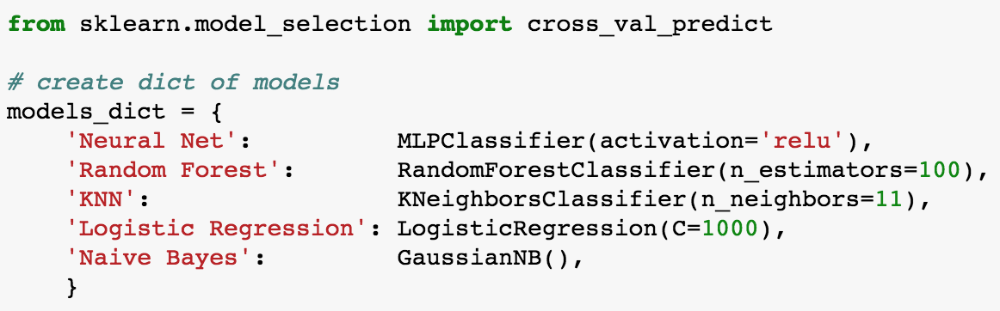 from sklearn.model_selection import cross_val_predict
# create dict of models
models_dict = {
    'Neural Net':          MLPClassifier(activation='relu'),
    'Random Forest':       RandomForestClassifier(n_estimators=100),
    'KNN':                 KNeighborsClassifier(n_neighbors=11),
    'Logistic Regression': LogisticRegression(C=1000),
    'Naive Bayes':         GaussianNB(),
    }